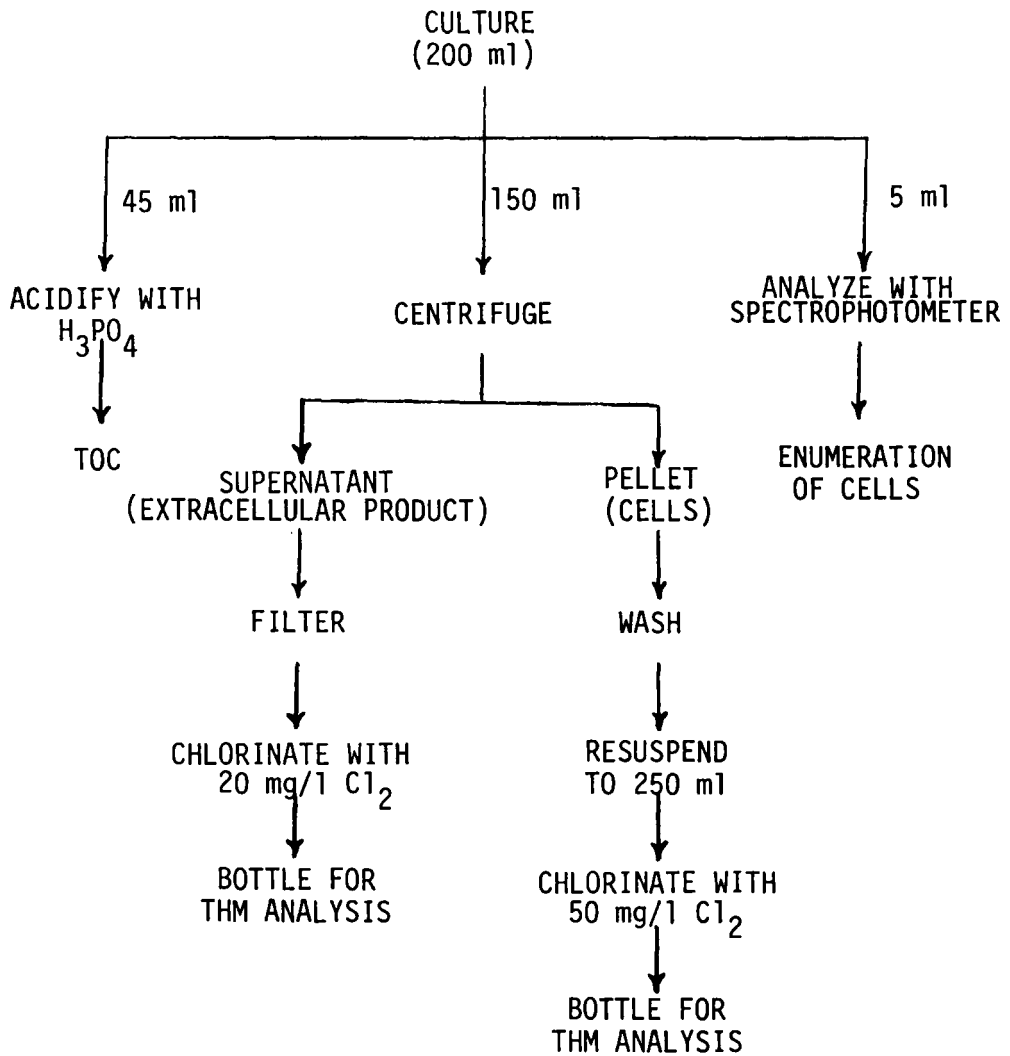 CULTURE
(200 ml)
45 ml
150 ml
5 ml
ACIDIFY WITH
H3PO4
CENTRIFUGE
ANALYZE WITH
SPECTROPHOTOMETER
TOC
SUPERNATANT
(EXTRACELLULAR PRODUCT)
PELLET
(CELLS)
ENUMERATION
OF CELLS
FILTER
WASH
CHLORINATE WITH
20 mg/l Cl2
RESUSPEND
TO 250 ml
BOTTLE FOR
THM ANALYSIS
CHLORINATE WITH
50 mg/l Cl2
BOTTLE FOR
THM ANALYSIS